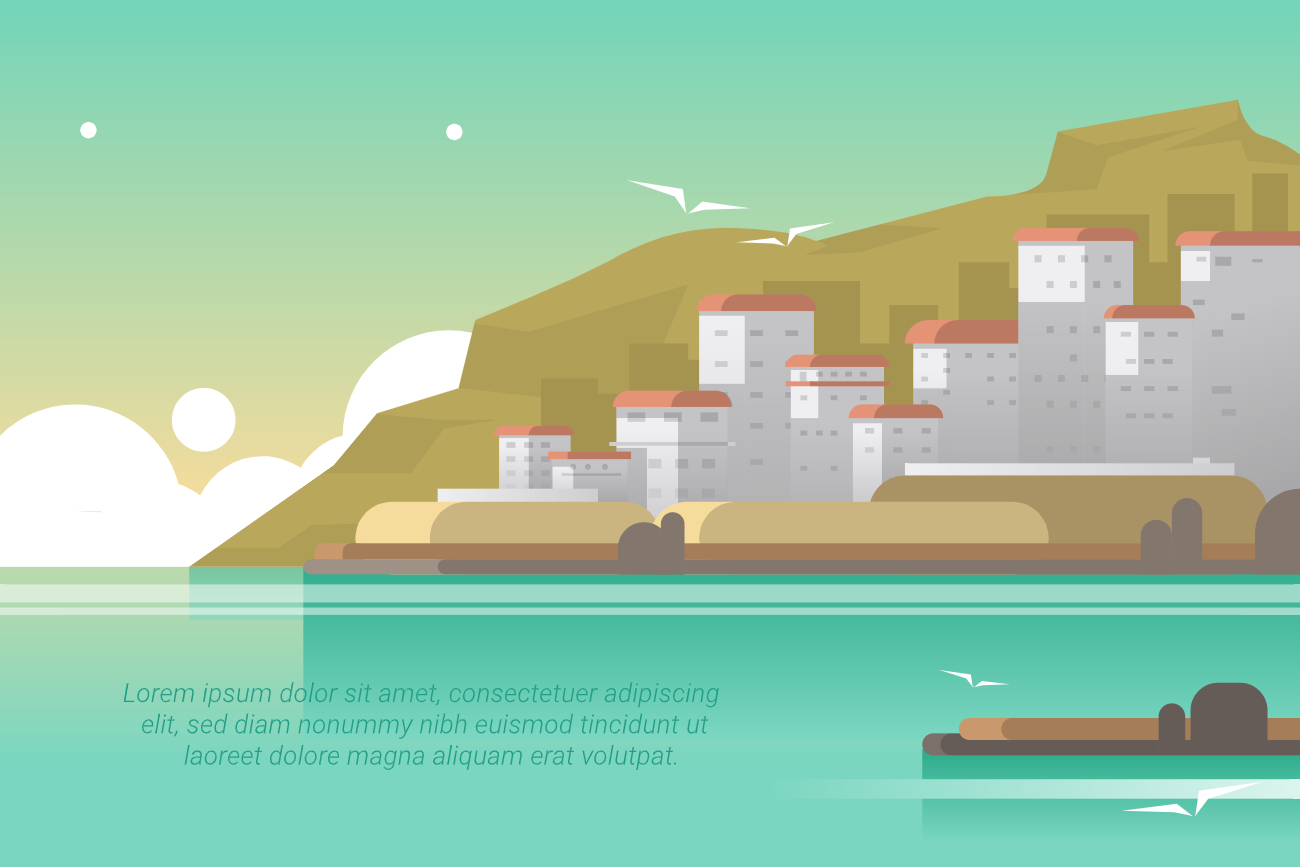 Lorem ipsum dolor sit amet, consectetuer adipiscing
elit, sed diam nonummy nibh euismod tincidunt ut
laoreet dolore magna aliquam erat volutpat.